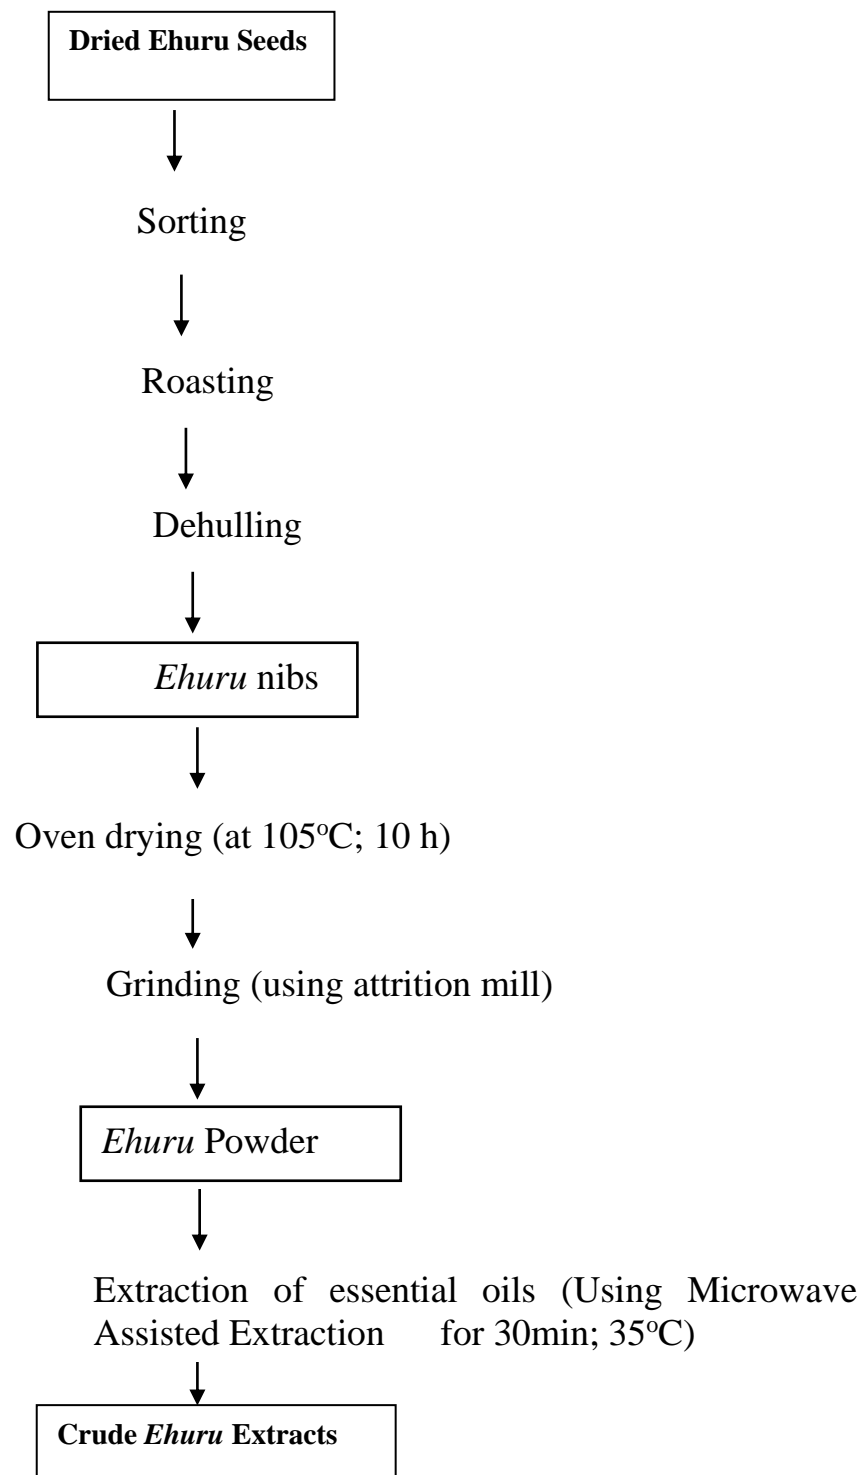 Dried Ehuru Seeds
Sorting
Roasting
Dehulling
Ehuru nibs
Oven drying (at 105°C; 10 h)
Grinding (using attrition mill)
Ehuru Powder
Extraction of essential oils (Using Microwave
Assisted Extraction for 30min; 35°C)
Crude Ehuru Extracts